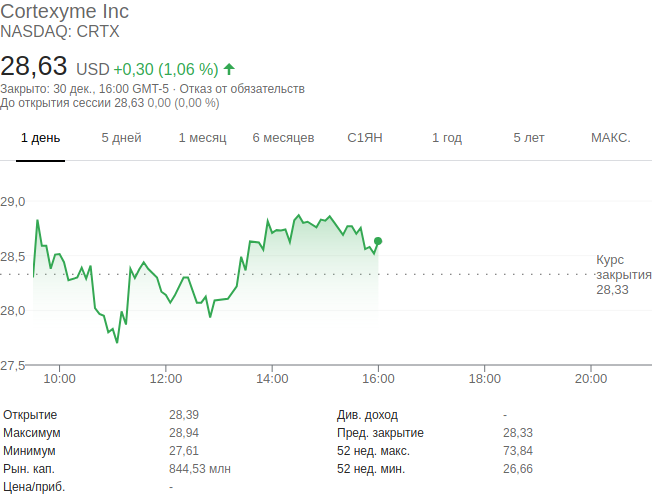 Cortexyme Inc
NASDAQ: CRTX
28,63 USD +0,30 (1,06 %)
Закрыто: 30 дек., 16:00 GMT-5 · Отказ от обязательств
До открытия сессии 28,63 0,00 (0,00 %)
1 день 5 дней 1 месяц 6 месяцев С1ЯН 1 год 5 лет МАКС.
29,0
28,5
28,0
27,5
Курс
закрытия
28,33
10:00 12:00 14:00 16:00 18:00 20:00
Открытие 28,39 Див. доход -
Максимум 28,94 Пред. закрытие 28,33
Минимум 27,61 52 нед. макс. 73,84
Рын. кап. 844,53 млн 52 нед. мин. 26,66
Цена/приб. -